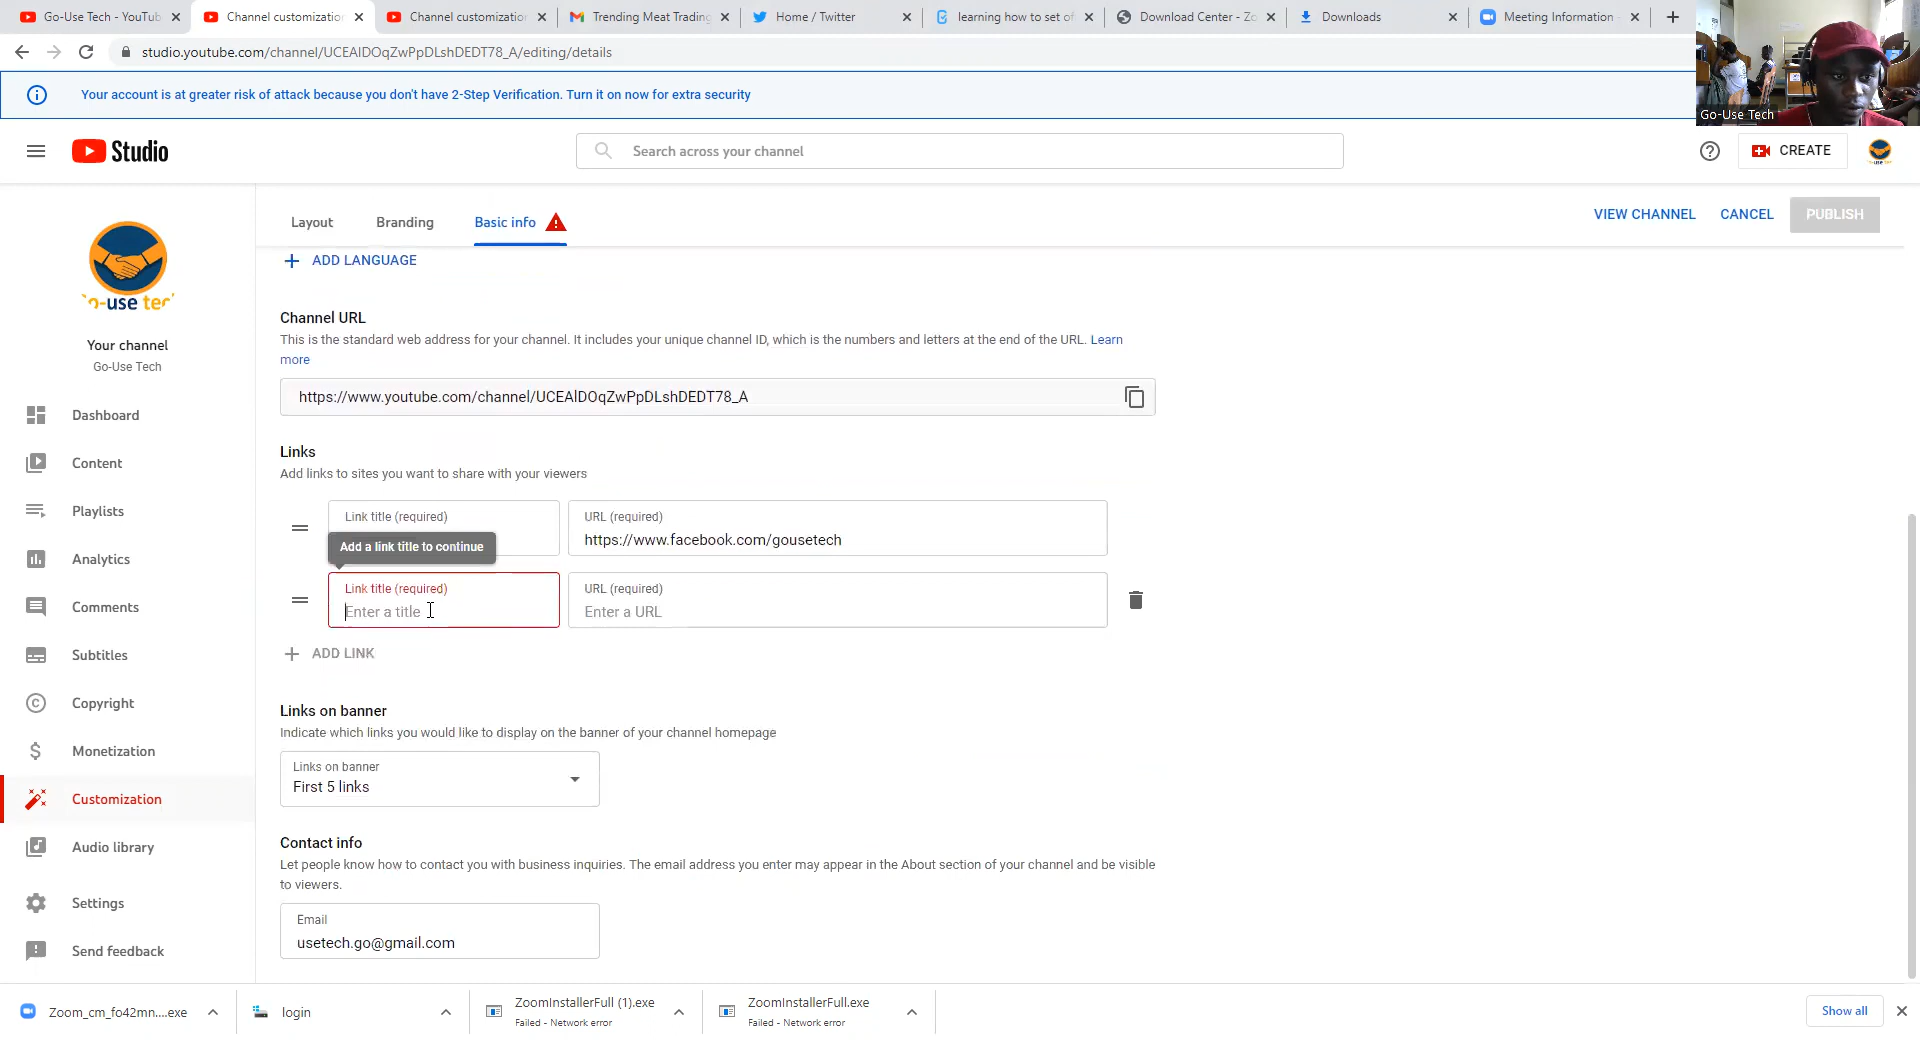 Go-Use Tech - YouTub
Channel customizatio
Channel customizatio
Trending Meat Trading
Home / Twitter
learning how to set of
Download Center - Zo
Downloads
Meeting Information
studio.youtube.com/channel/UCEAlDOqZwPpDLshDEDT78_A/editing/details
Your account is at greater risk of attack because you don't have 2-Step Verification. Turn it on now for extra security
Go-Use Tech
Studio
Search across your channel
CREATE
Layout
Branding
Basic info
VIEW CHANNEL
CANCEL
PUBLISH
ADD LANGUAGE
-use te
Your channel
Go-Use Tech
Dashboard
Content
Playlists
Analytics
Comments
Subtitles
Copyright
Monetization
Customization
Audio library
Settings
Send feedback
Channel URL
This is the standard web address for your channel. It includes your unique channel ID, which is the numbers and letters at the end of the URL. Learn
more
https://www.youtube.com/channel/UCEAlDOqZwPpDLshDEDT78_A
Links
Add links to sites you want to share with your viewers
Link title (required)
URL (required)
https://www.facebook.com/gousetech
Add a link title to continue
Link title (required)
Enter a title
URL (required)
Enter a URL
ADD LINK
Links on banner
Indicate which links you would like to display on the banner of your channel homepage
Links on banner
First 5 links
Contact info
Let people know how to contact you with business inquiries. The email address you enter may appear in the About section of your channel and be visible
to viewers.
Email
usetech.go@gmail.com
Zoom_cm_fo42mn....exe
login
ZoomInstallerFull (1).exe
Failed - Network error
ZoomInstallerFull.exe
Failed - Network error
Show all